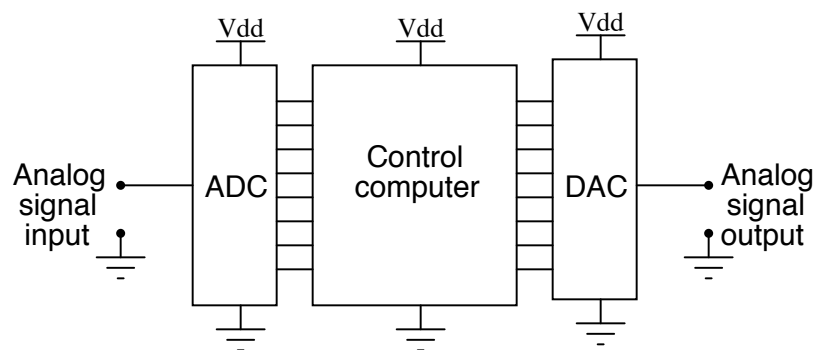 Vdd
Vdd
Vdd
Analog
signal
input
ADC
Control
computer
DAC
Analog
signal
output